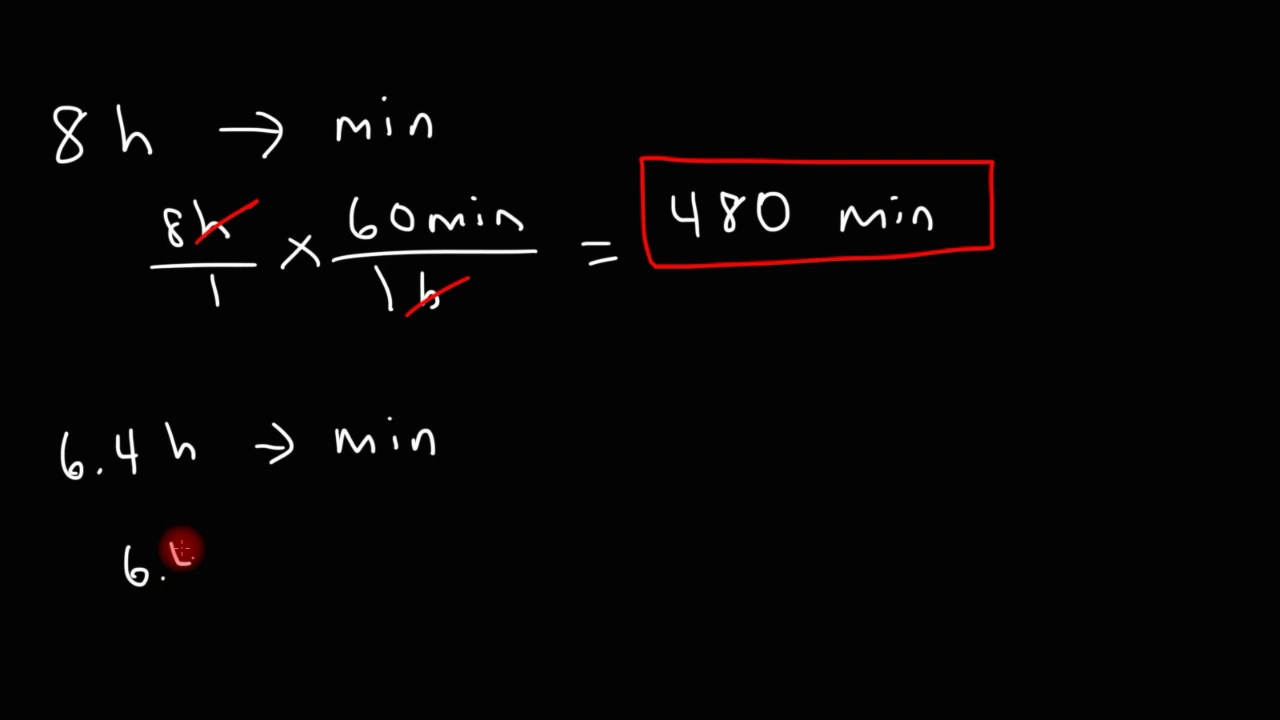 8 h → min
8h/1 × 60min/1h = 480 min
6.4 h → min
6.